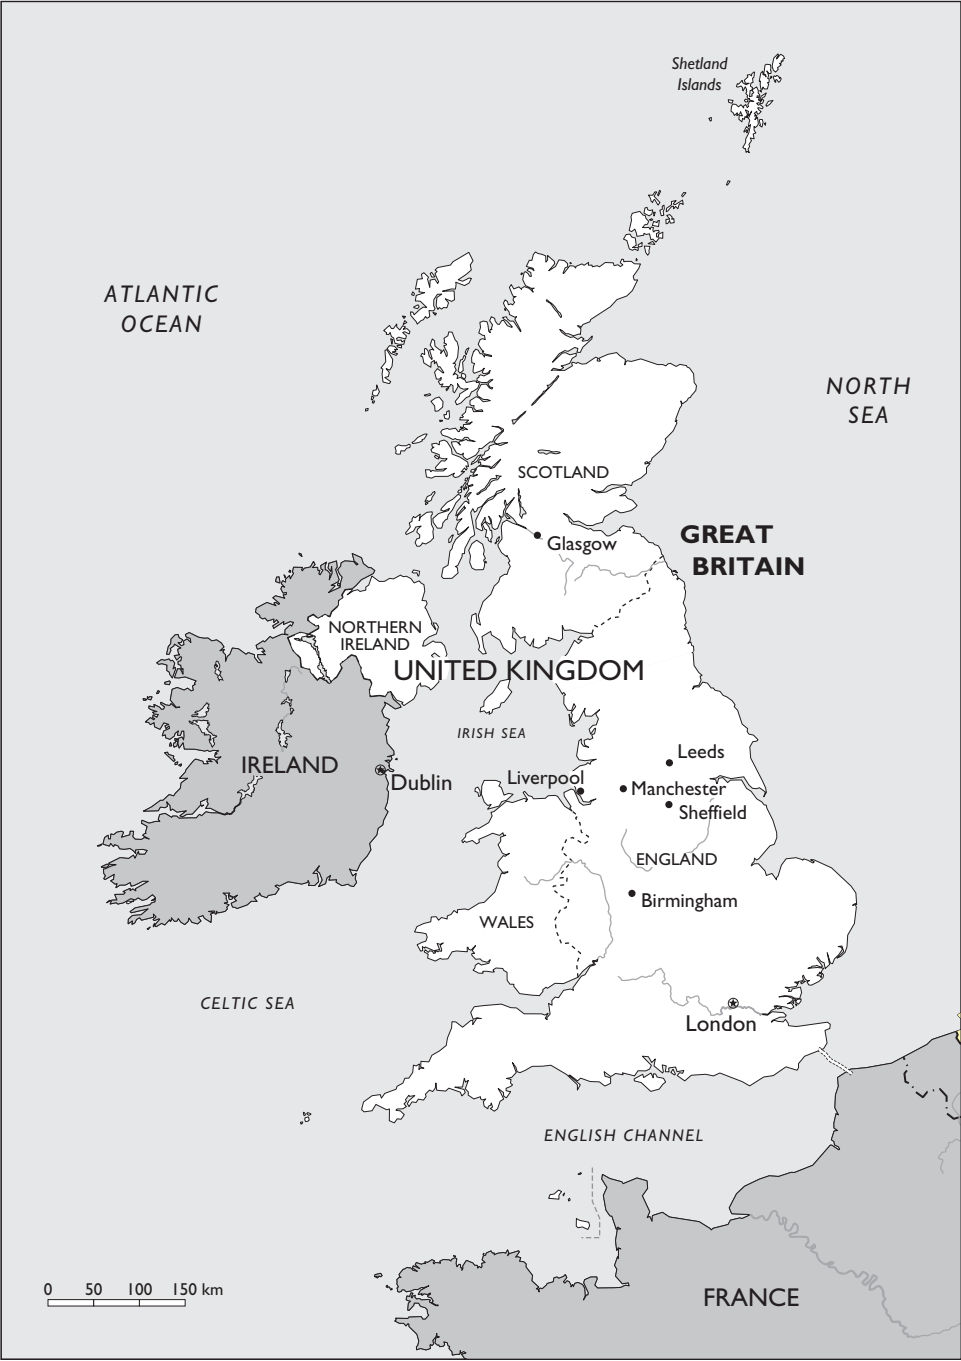 Shetland
Islands
ATLANTIC
OCEAN
NORTH
SEA
SCOTLAND
GREAT
BRITAIN
Glasgow
NORTHERN
IRELAND
UNITED KINGDOM
IRISH SEA
Leeds
IRELAND
Dublin
Liverpool
Manchester
Sheffield
ENGLAND
Birmingham
WALES
CELTIC SEA
London
ENGLISH CHANNEL
0 50 100 150 km
FRANCE